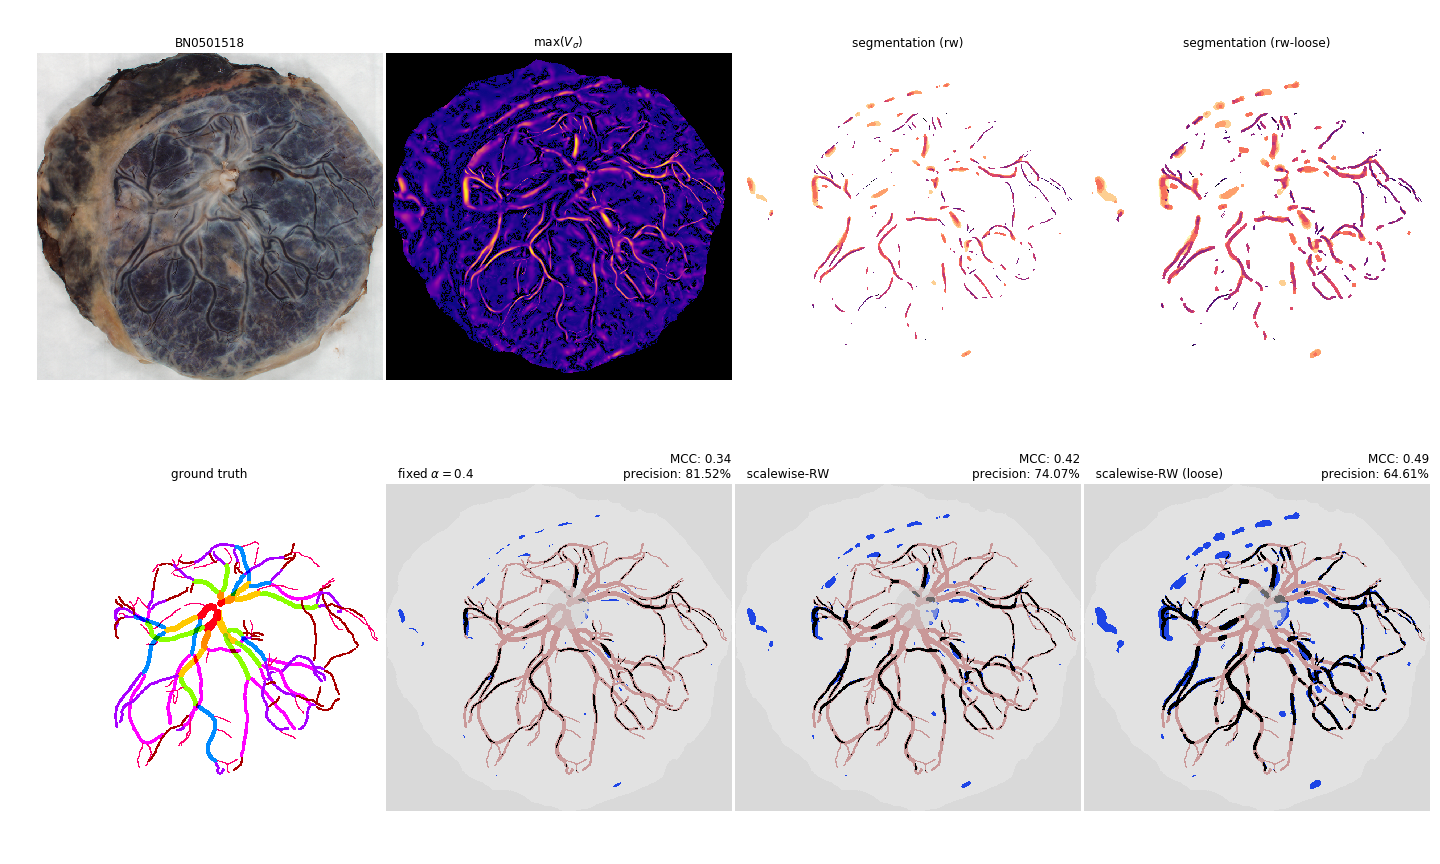 BN0501518
max(V_σ)
segmentation (rw)
segmentation (rw-loose)
ground truth
fixed α = 0.4
MCC: 0.34
precision: 81.52%
scalewise-RW
MCC: 0.42
precision: 74.07%
scalewise-RW (loose)
MCC: 0.49
precision: 64.61%